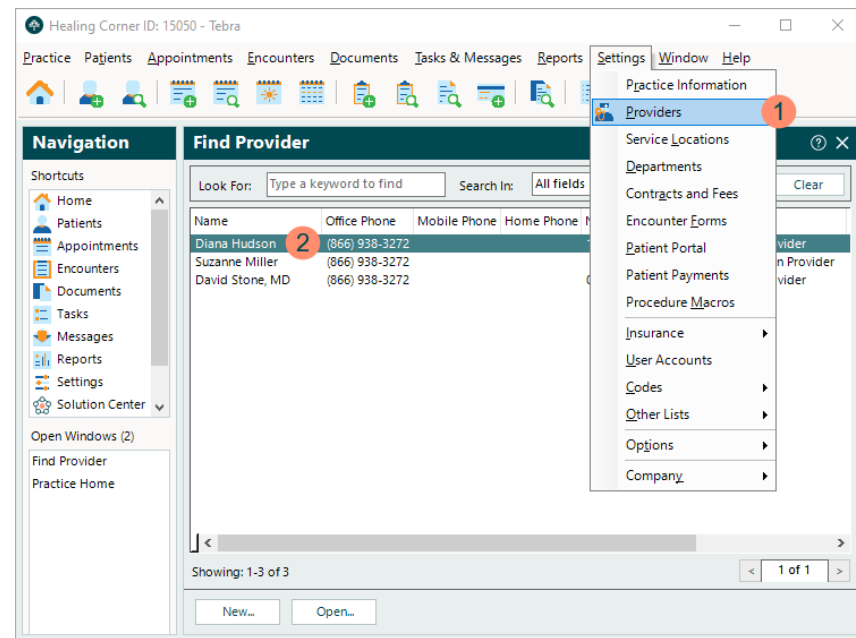 Healing Corner ID: 15050 - Tebra
Practice Patients Appointments Encounters Documents Tasks & Messages Reports Settings Window Help
Practice Information
Providers 1
Service Locations
Departments
Contracts and Fees
Encounter Forms
Patient Portal
Patient Payments
Procedure Macros
Insurance
User Accounts
Codes
Other Lists
Options
Company
Navigation
Shortcuts
Home
Patients
Appointments
Encounters
Documents
Tasks
Messages
Reports
Settings
Solution Center
Open Windows (2)
Find Provider
Practice Home
Find Provider
Look For: Type a keyword to find Search In: All fields Clear
Name Office Phone Mobile Phone Home Phone
Diana Hudson 2 (866) 938-3272 vider
Suzanne Miller (866) 938-3272 n Provider
David Stone, MD (866) 938-3272 vider
Showing: 1-3 of 3 < 1 of 1 >
New... Open...